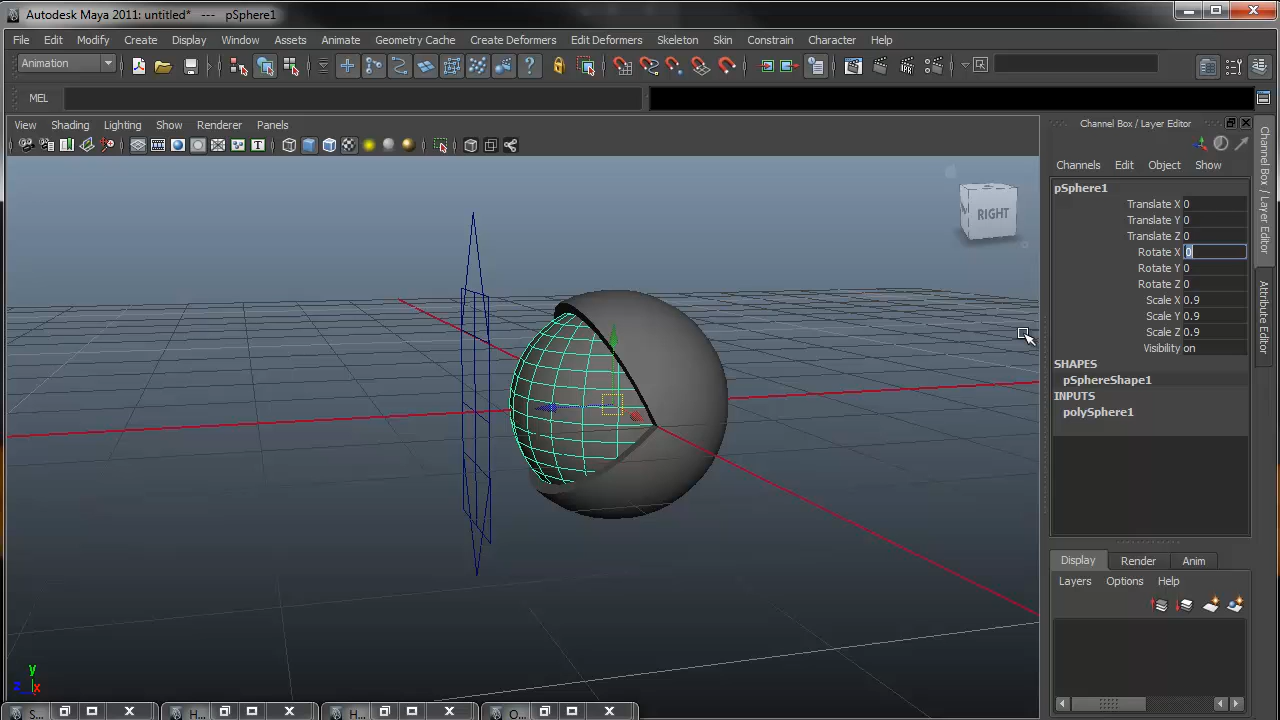 Autodesk Maya 2011: untitled* --- pSphere1
File Edit Modify Create Display Window Assets Animate Geometry Cache Create Deformers Edit Deformers Skeleton Skin Constrain Character Help
Animation
MEL
View Shading Lighting Show Renderer Panels
Channel Box / Layer Editor
Channels Edit Object Show
pSphere1
Translate X 0
Translate Y 0
Translate Z 0
Rotate X 0
Rotate Y 0
Rotate Z 0
Scale X 0.9
Scale Y 0.9
Scale Z 0.9
Visibility on
SHAPES
pSphereShape1
INPUTS
polySphere1
Display Render Anim
Layers Options Help
Channel Box / Layer Editor
Attribute Editor
RIGHT
y
z x
S...
H...
H...
O...